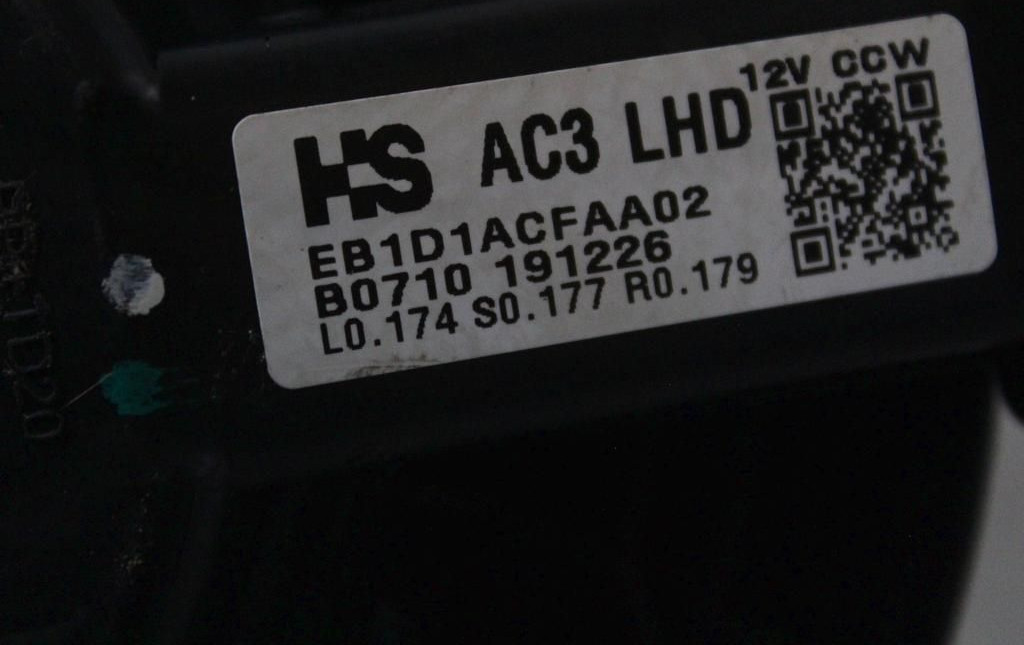 12V CCW
HS AC3 LHD
EB1D1ACFAA02
B0710 191226
L0.174 S0.177 R0.179